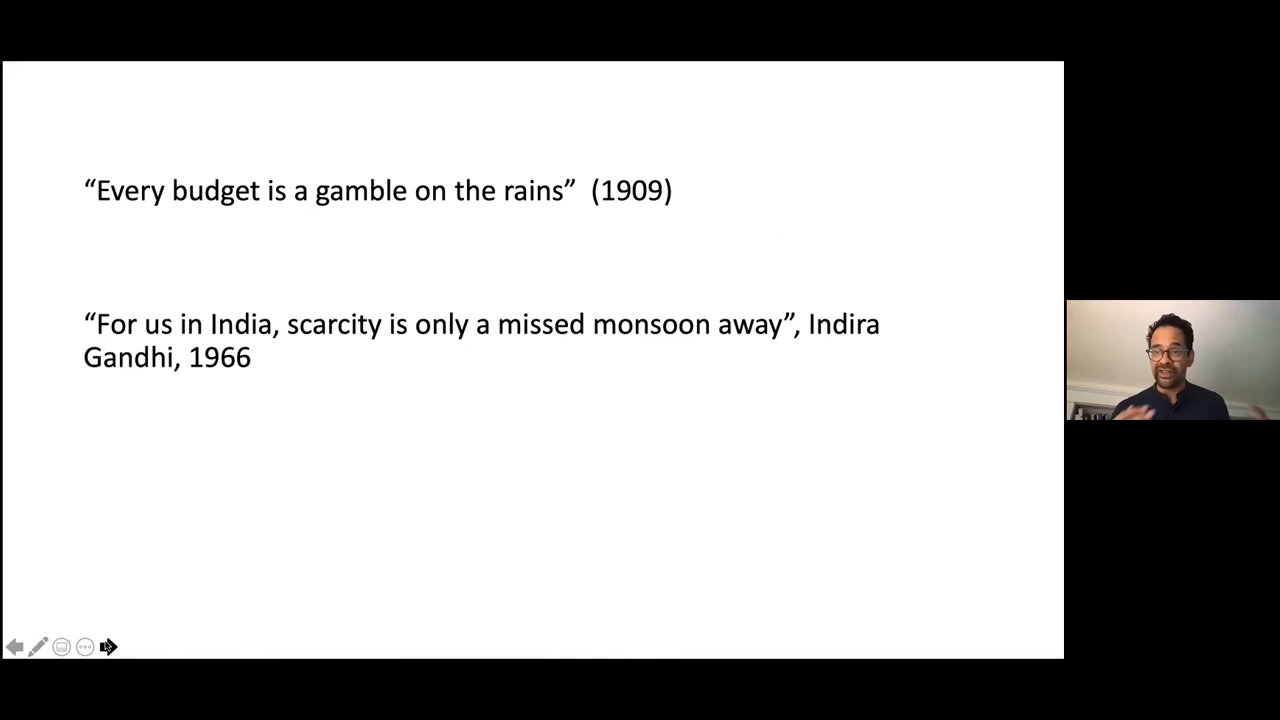 “Every budget is a gamble on the rains”  (1909)
“For us in India, scarcity is only a missed monsoon away”, Indira
Gandhi, 1966